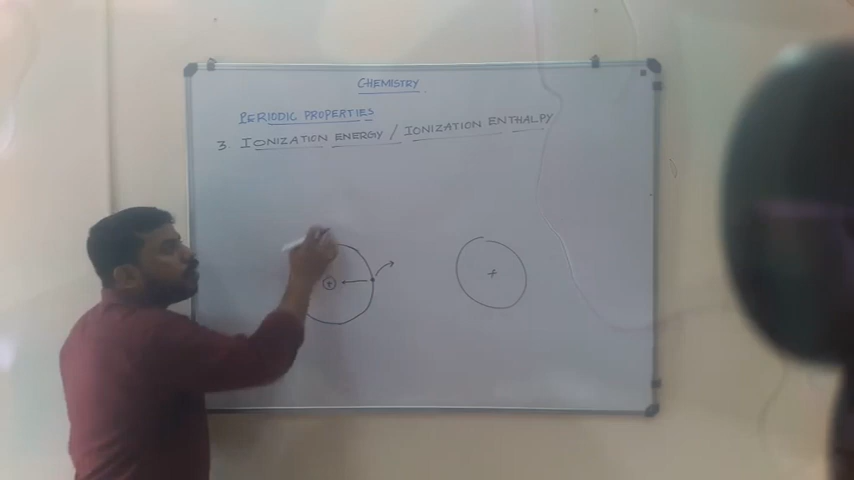 CHEMISTRY
PERIODIC PROPERTIES
3. IONIZATION ENERGY / IONIZATION ENTHALPY
+ +